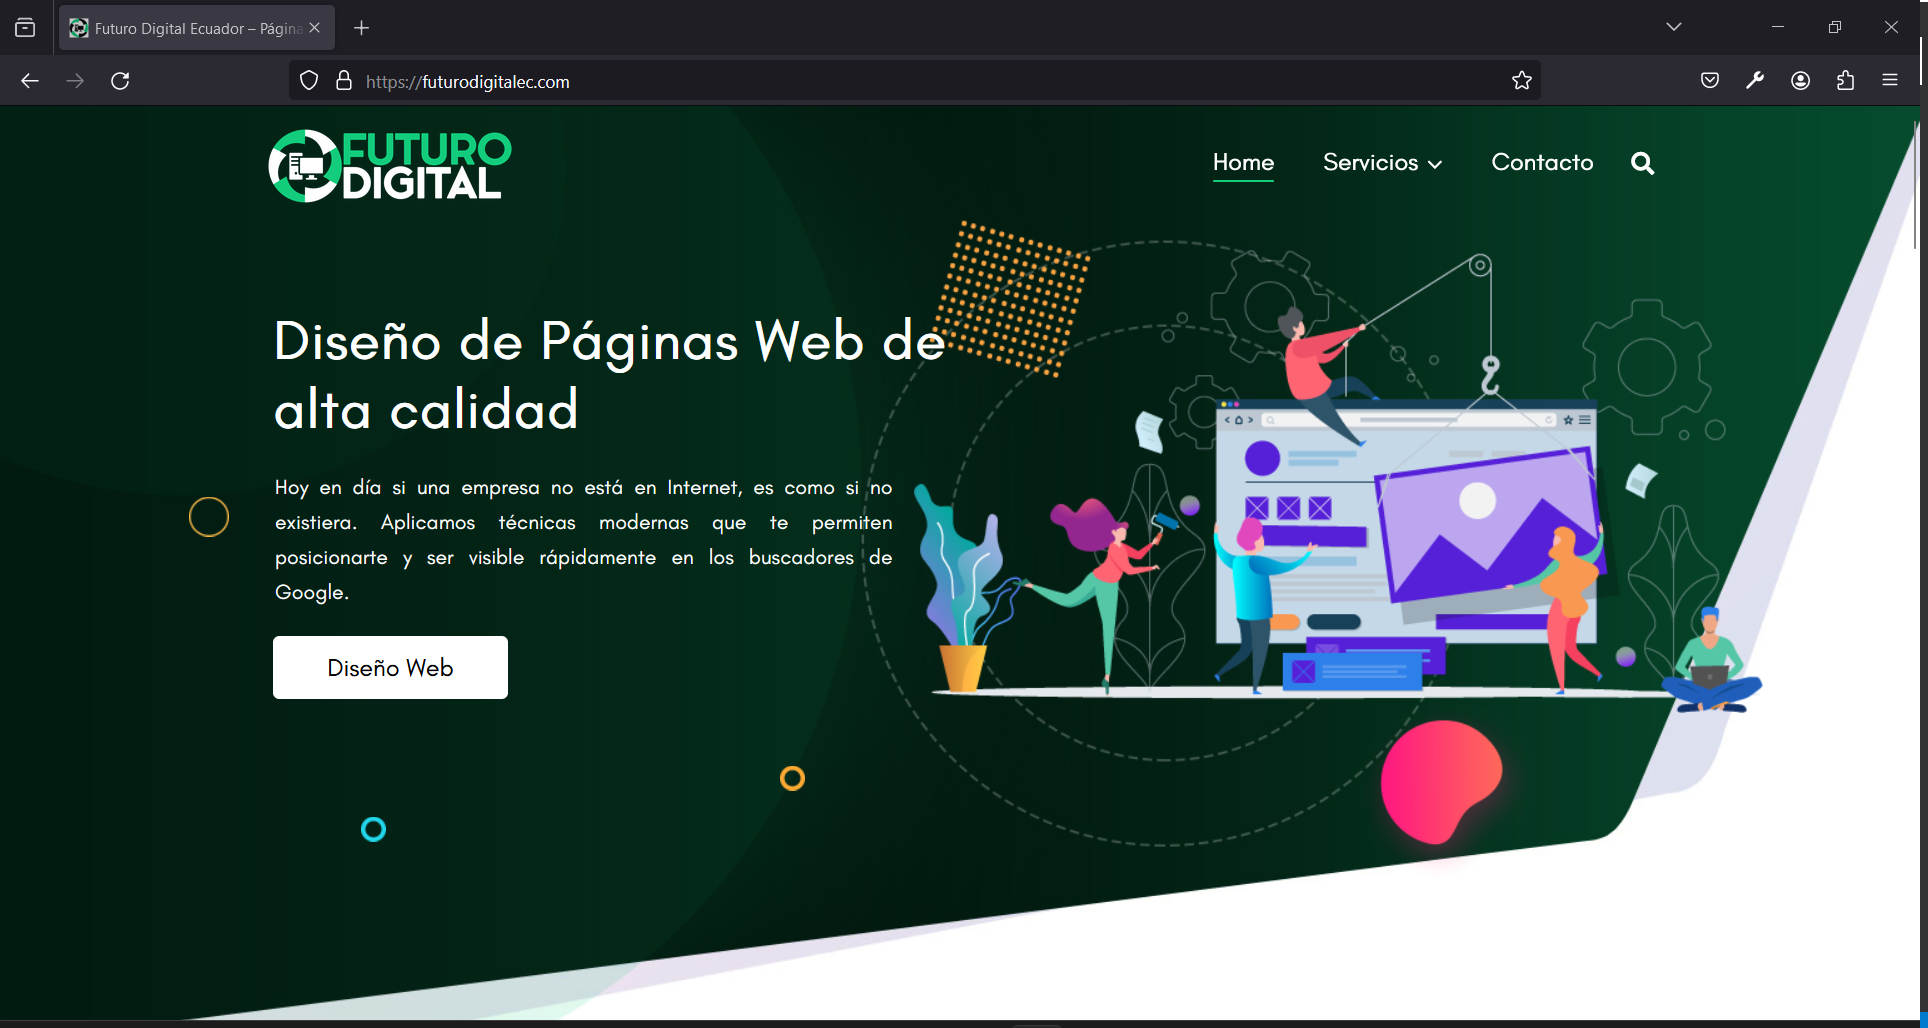 Futuro Digital Ecuador – Página
https://futurodigitalec.com
FUTURO
DIGITAL
Home
Servicios
Contacto
Diseño de Páginas Web de
alta calidad
Hoy en día si una empresa no está en Internet, es como si no
existiera. Aplicamos técnicas modernas que te permiten
posicionarte y ser visible rápidamente en los buscadores de
Google.
Diseño Web